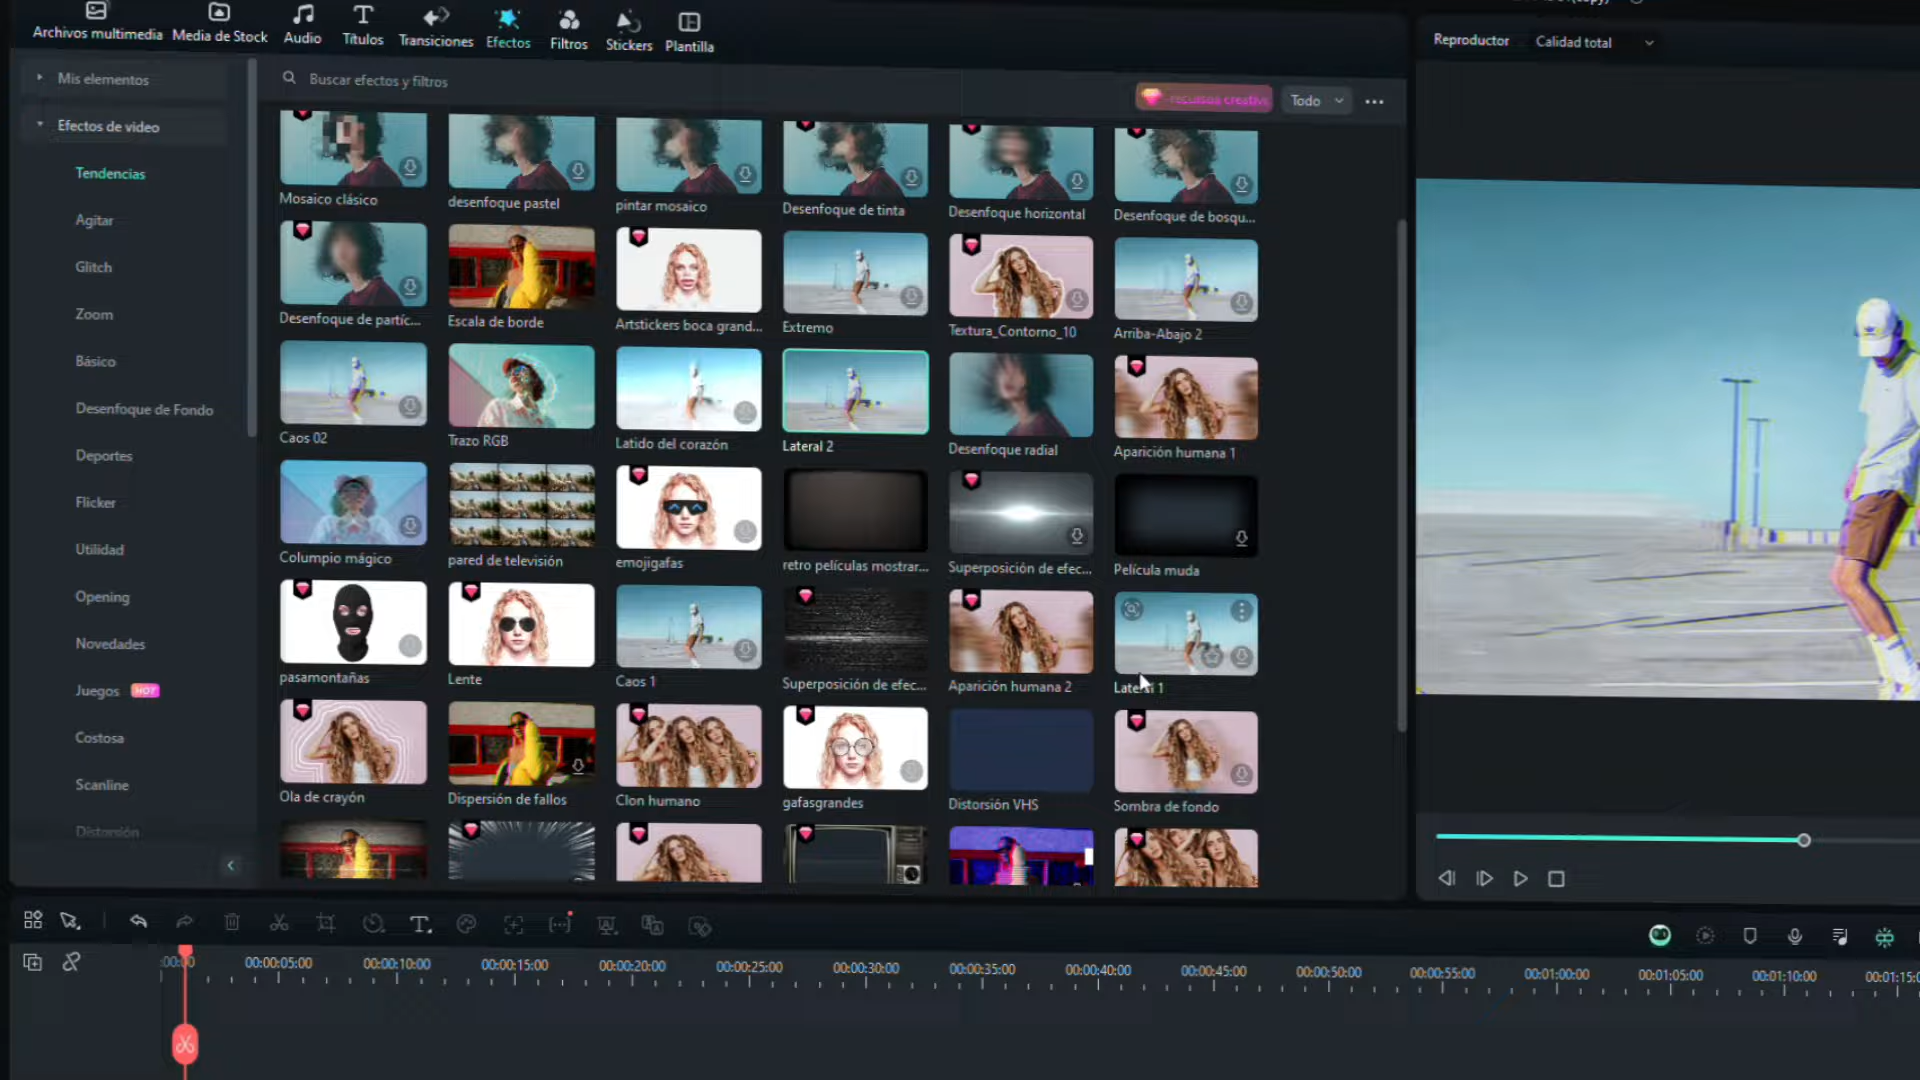 Archivos multimedia
Media de Stock
Audio
Títulos
Transiciones
Efectos
Filtros
Stickers
Plantilla
Reproductor
Calidad total
Mis elementos
Buscar efectos y filtros
Todo
Efectos de video
Tendencias
Agitar
Glitch
Zoom
Básico
Desenfoque de Fondo
Deportes
Flicker
Utilidad
Opening
Novedades
Juegos HOT
Costosa
Scanline
Distorsión
Mosaico clásico
desenfoque pastel
pintar mosaico
Desenfoque de tinta
Desenfoque horizontal
Desenfoque de bosqu...
Desenfoque de partíc...
Escala de borde
Artstickers boca grand...
Extremo
Textura_Contorno_10
Arriba-Abajo 2
Caos 02
Trazo RGB
Latido del corazón
Lateral 2
Desenfoque radial
Aparición humana 1
Columpio mágico
pared de televisión
emojigafas
retro películas mostrar...
Superposición de efec...
Película muda
pasamontañas
Lente
Caos 1
Superposición de efec...
Aparición humana 2
Lateral 1
Ola de crayón
Dispersión de fallos
Clon humano
gafasgrandes
Distorsión VHS
Sombra de fondo
:00:00
00:00:05:00
00:00:10:00
00:00:15:00
00:00:20:00
00:00:25:00
00:00:30:00
00:00:35:00
00:00:40:00
00:00:45:00
00:00:50:00
00:00:55:00
00:01:00:00
00:01:05:00
00:01:10:00
00:01:15:0